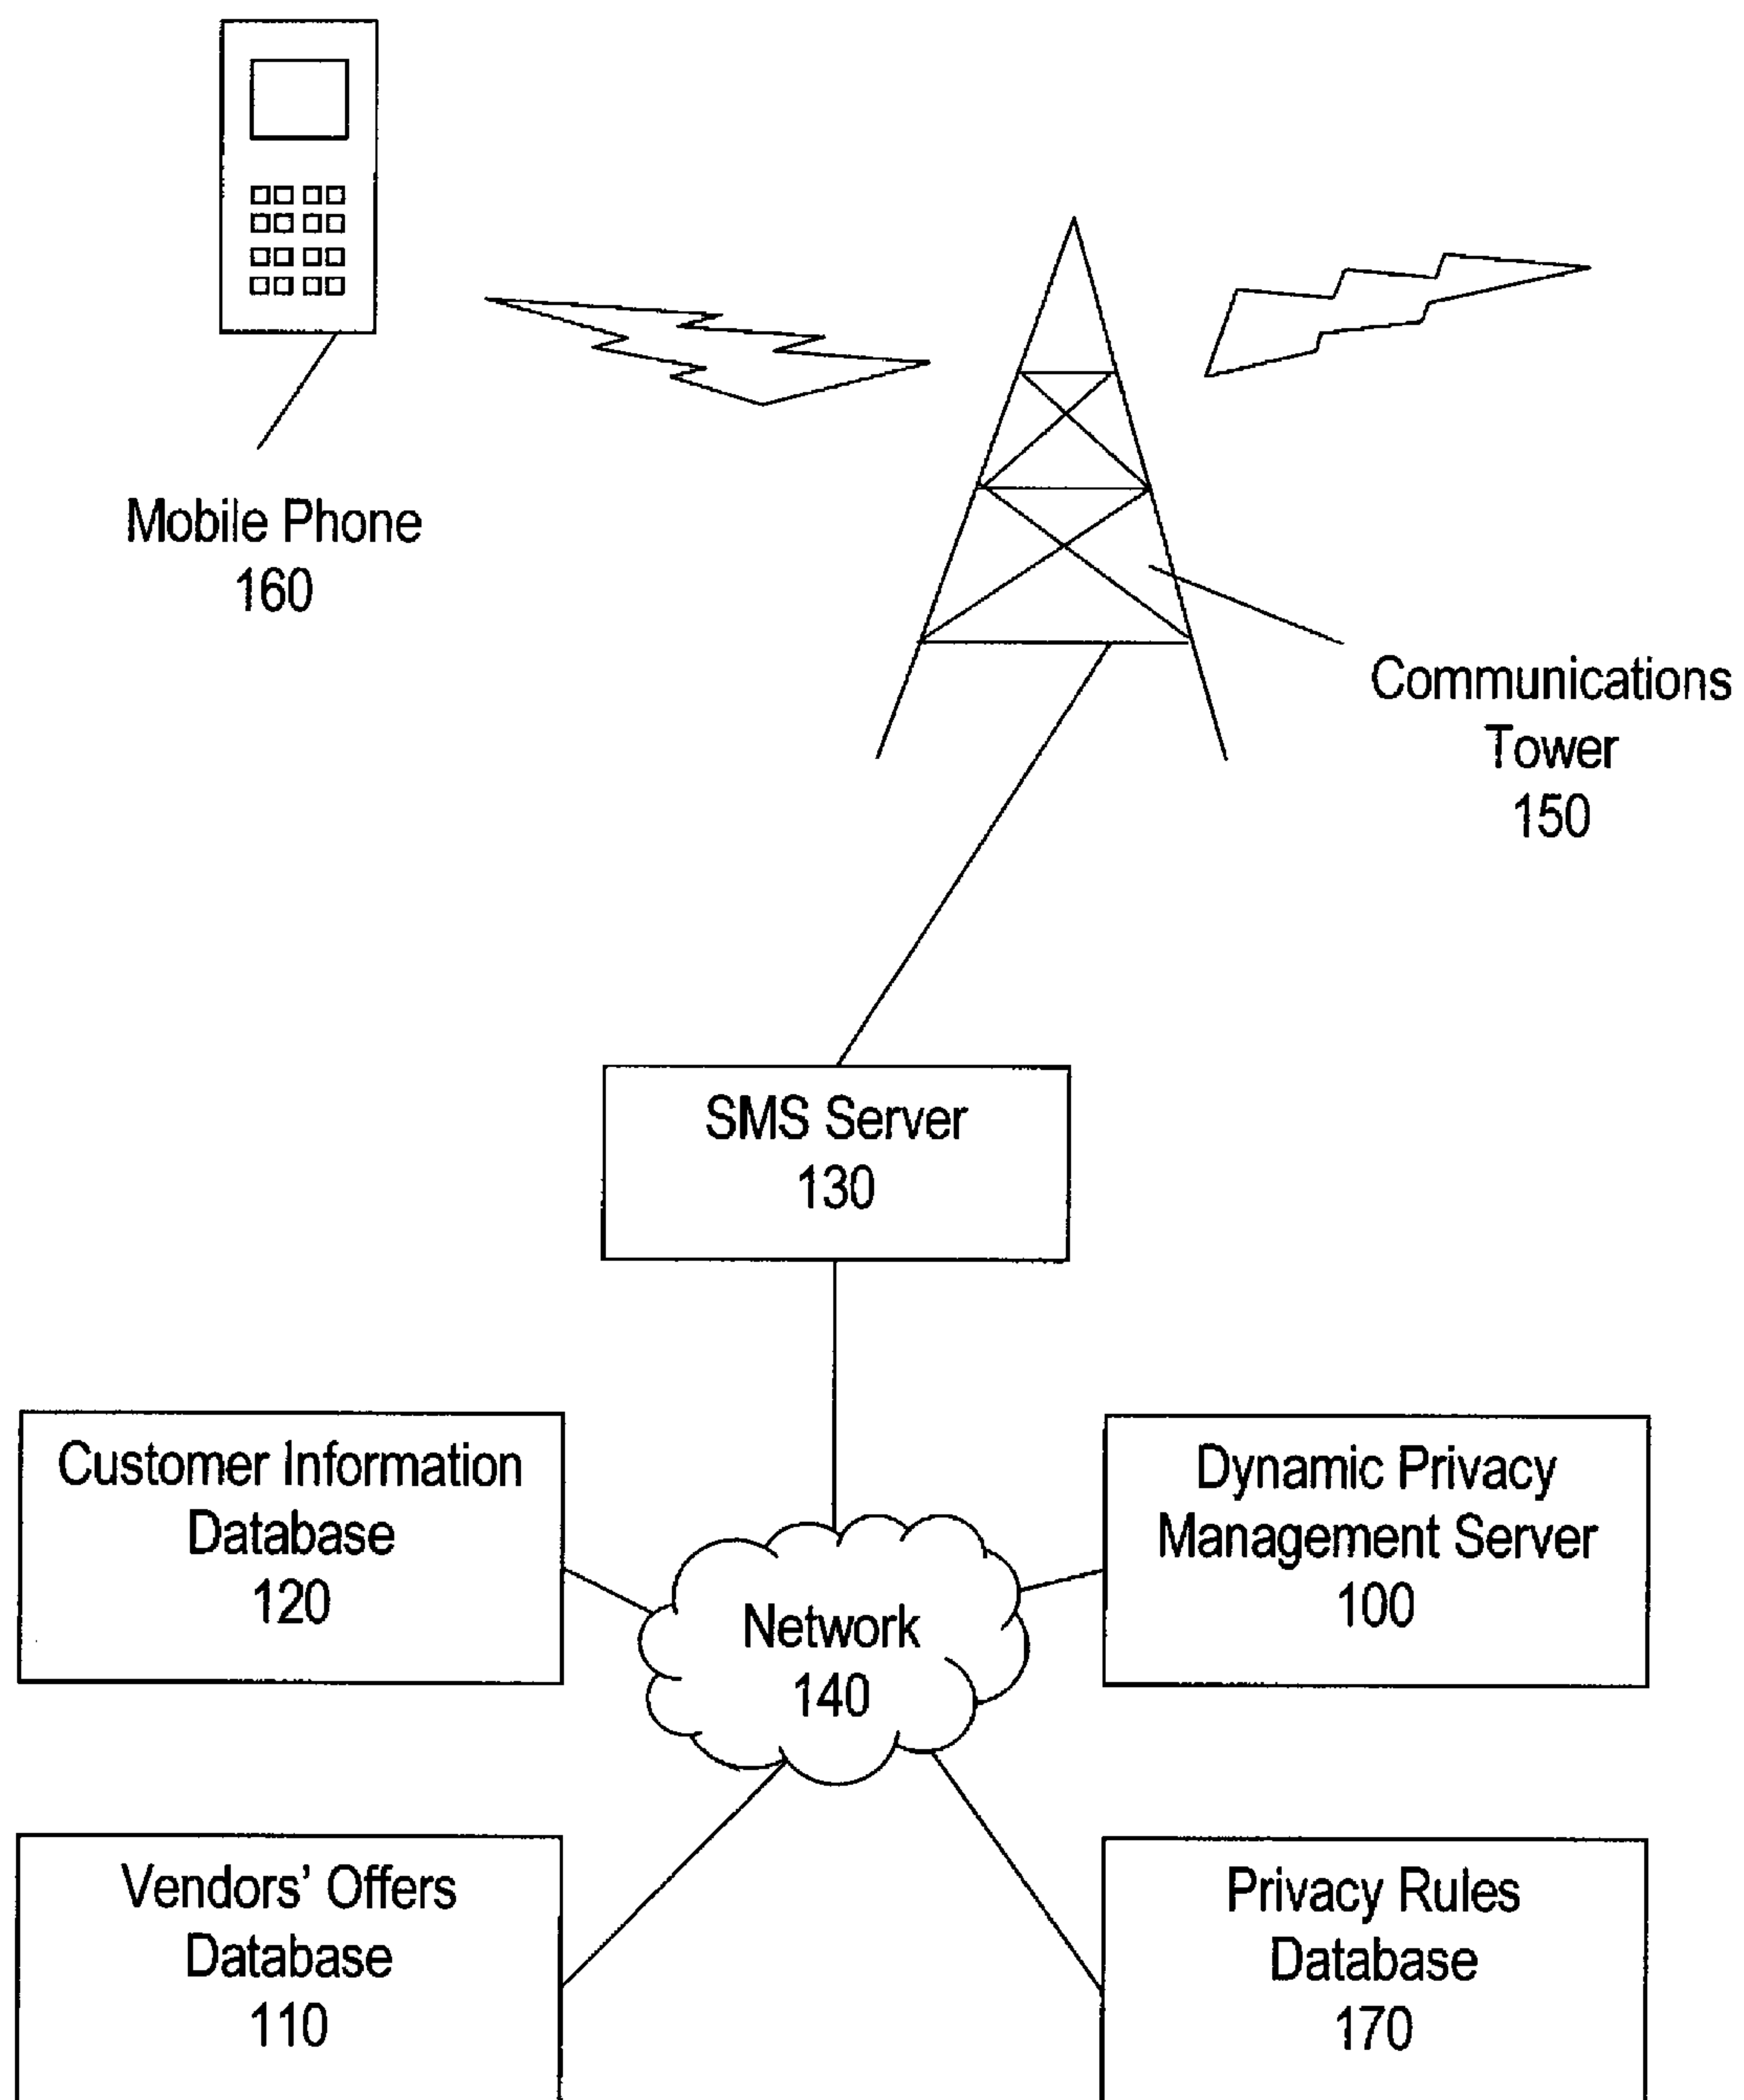 Mobile Phone
160
Communications
Tower
150
SMS Server
130
Customer Information
Database
120
Dynamic Privacy
Management Server
100
Network
140
Vendors' Offers
Database
110
Privacy Rules
Database
170